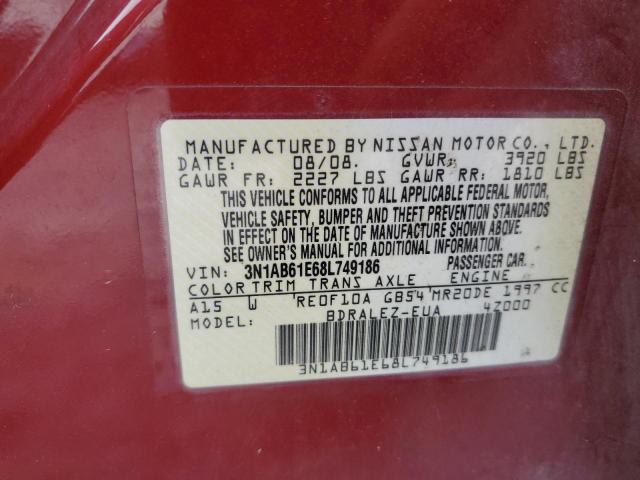 MANUFACTURED BY NISSAN MOTOR CO., LTD.
DATE: 08/08. GVWR: 3920 LBS
GAWR FR: 2227 LBS GAWR RR: 1810 LBS
THIS VEHICLE CONFORMS TO ALL APPLICABLE FEDERAL MOTOR
VEHICLE SAFETY, BUMPER AND THEFT PREVENTION STANDARDS
IN EFFECT ON THE DATE OF MANUFACTURE SHOWN ABOVE.
SEE OWNER'S MANUAL FOR ADDITIONAL INFORMATION.
VIN: 3N1AB61E68L749186 PASSENGER CAR.
COLOR TRIM TRANS AXLE ENGINE
A15 W RE0F10A GB54 MR20DE 1997 CC
MODEL: BDRALEZ-EUA 4Z000
3N1AB61E68L749186